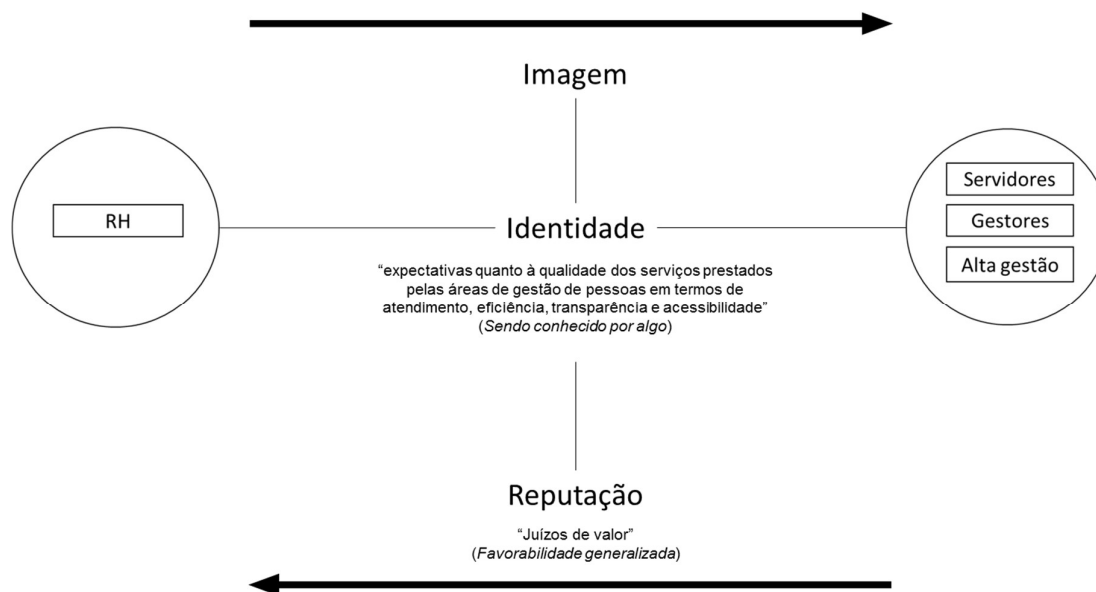 Imagem
RH
Identidade
“expectativas quanto à qualidade dos serviços prestados
pelas áreas de gestão de pessoas em termos de
atendimento, eficiência, transparência e acessibilidade”
(Sendo conhecido por algo)
Servidores
Gestores
Alta gestão
Reputação
“Juízos de valor”
(Favorabilidade generalizada)